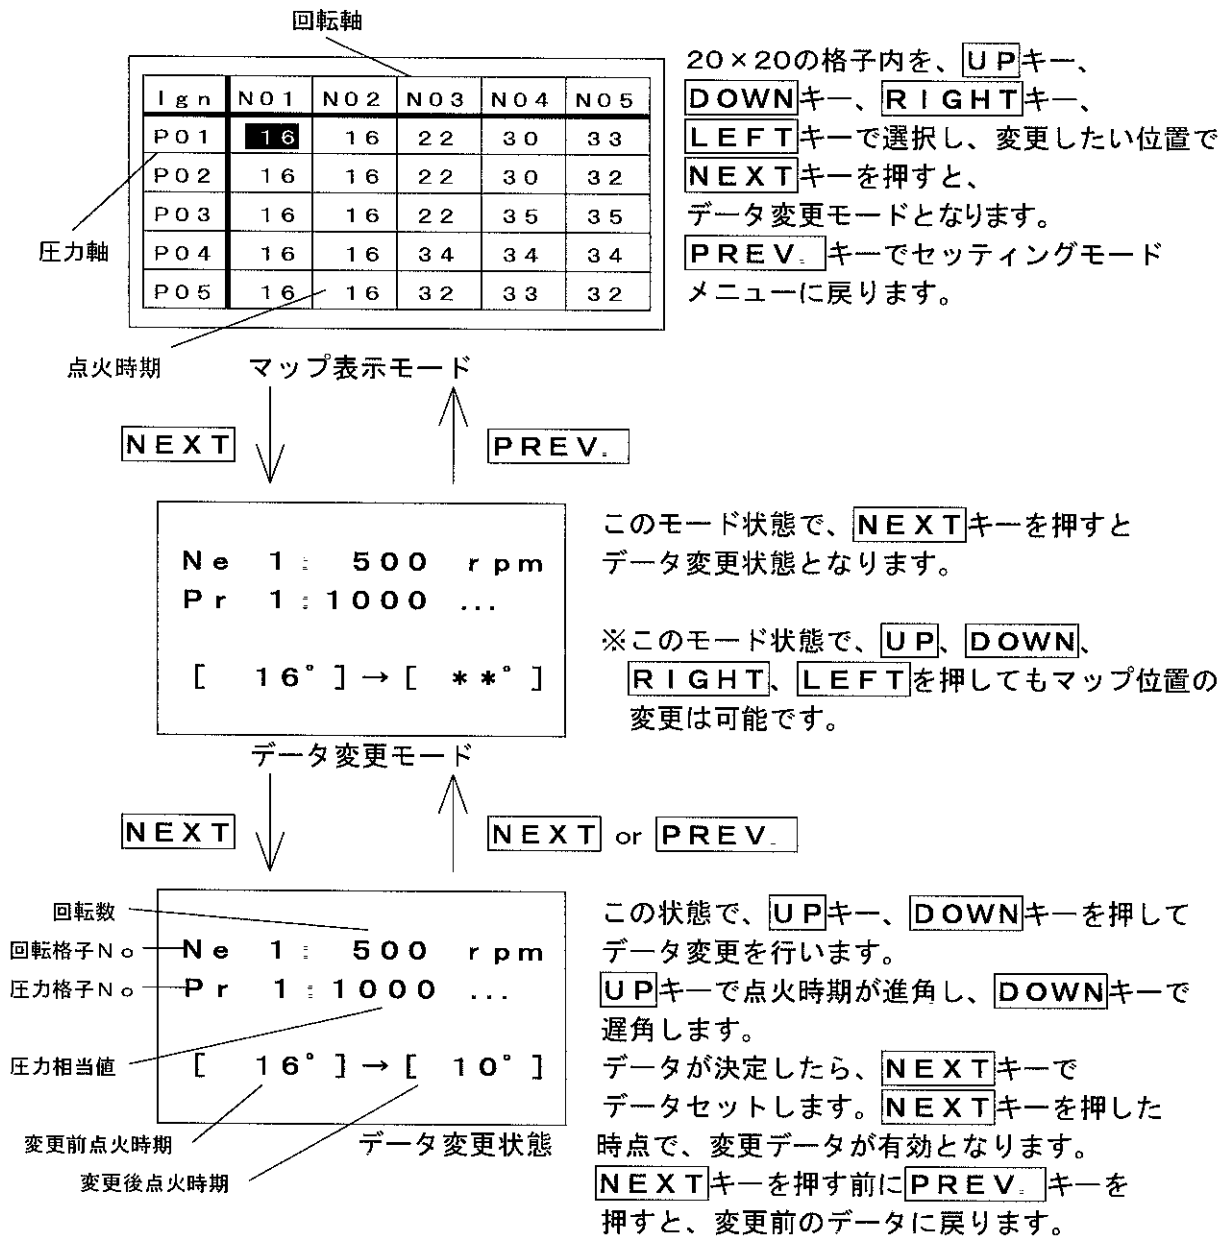 回転軸
Ign N01 N02 N03 N04 N05
P01 16 16 22 30 33
P02 16 16 22 30 32
P03 16 16 22 35 35
P04 16 16 34 34 34
P05 16 16 32 33 32
圧力軸
点火時期
マップ表示モード
20×20の格子内を、UPキー、
DOWNキー、RIGHTキー、
LEFTキーで選択し、変更したい位置で
NEXTキーを押すと、
データ変更モードとなります。
PREV.キーでセッティングモード
メニューに戻ります。
NEXT
PREV.
Ne 1: 500 rpm
Pr 1:1000 ...
[ 16°]→[ **°]
データ変更モード
このモード状態で、NEXTキーを押すと
データ変更状態となります。
※このモード状態で、UP、DOWN、
RIGHT、LEFTを押してもマップ位置の
変更は可能です。
NEXT
NEXT or PREV.
回転数
回転格子No
圧力格子No
圧力相当値
Ne 1: 500 rpm
Pr 1:1000 ...
[ 16°]→[ 10°]
変更前点火時期
変更後点火時期
データ変更状態
この状態で、UPキー、DOWNキーを押して
データ変更を行います。
UPキーで点火時期が進角し、DOWNキーで
遅角します。
データが決定したら、NEXTキーで
データセットします。NEXTキーを押した
時点で、変更データが有効となります。
NEXTキーを押す前にPREV.キーを
押すと、変更前のデータに戻ります。